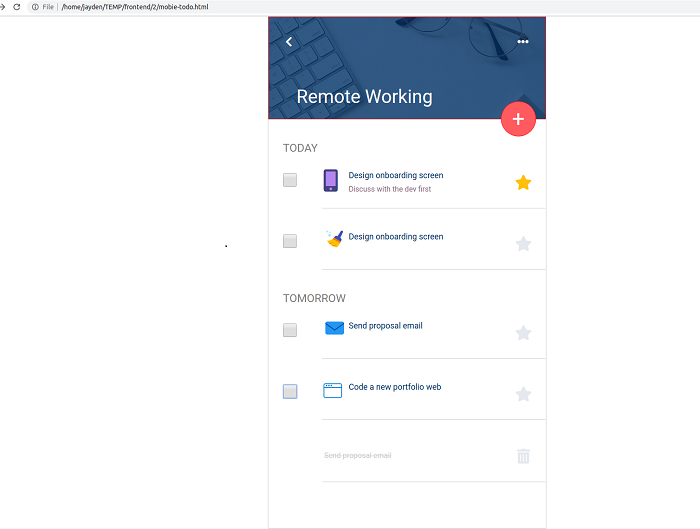 File | /home/jayden/TEMP/frontend/2/mobie-todo.html
Remote Working
TODAY
Design onboarding screen
Discuss with the dev first
Design onboarding screen
TOMORROW
Send proposal email
Code a new portfolio web
Send proposal email